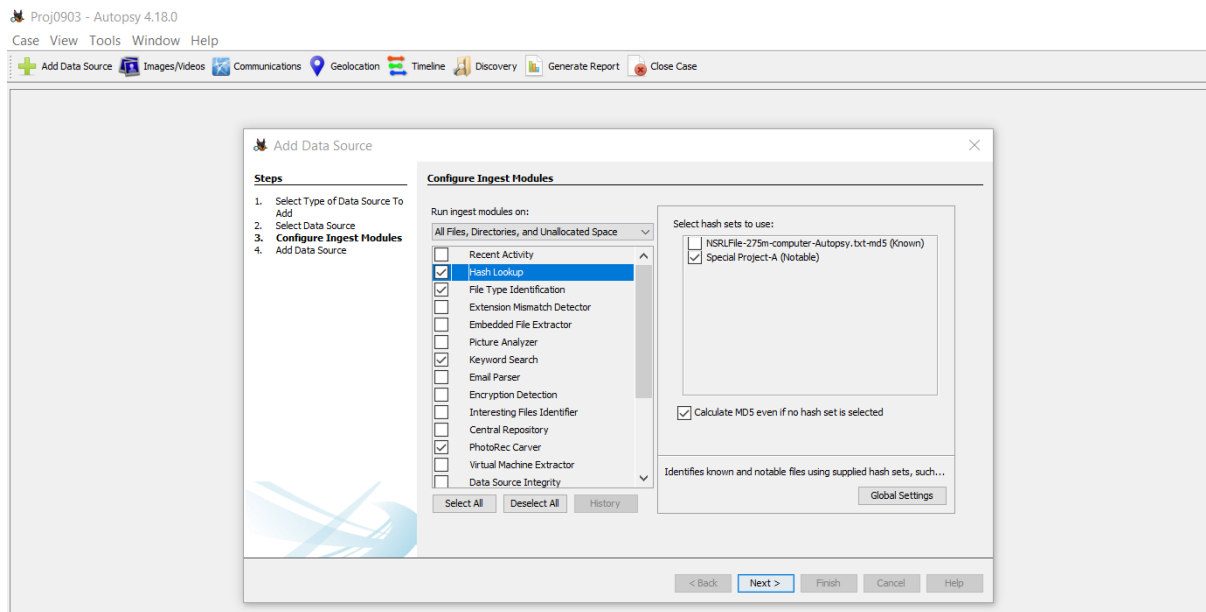 Proj0903 - Autopsy 4.18.0
Case View Tools Window Help
Add Data Source Images/Videos Communications Geolocation Timeline Discovery Generate Report Close Case
Add Data Source
Steps
1. Select Type of Data Source To
Add
2. Select Data Source
3. Configure Ingest Modules
4. Add Data Source
Configure Ingest Modules
Run ingest modules on:
All Files, Directories, and Unallocated Space
Recent Activity
Hash Lookup
File Type Identification
Extension Mismatch Detector
Embedded File Extractor
Picture Analyzer
Keyword Search
Email Parser
Encryption Detection
Interesting Files Identifier
Central Repository
PhotoRec Carver
Virtual Machine Extractor
Data Source Integrity
Select All Deselect All History
Select hash sets to use:
NSRLFile-275m-computer-Autopsy.txt-md5 (Known)
Special Project-A (Notable)
Calculate MD5 even if no hash set is selected
Identifies known and notable files using supplied hash sets, such...
Global Settings
< Back Next > Finish Cancel Help